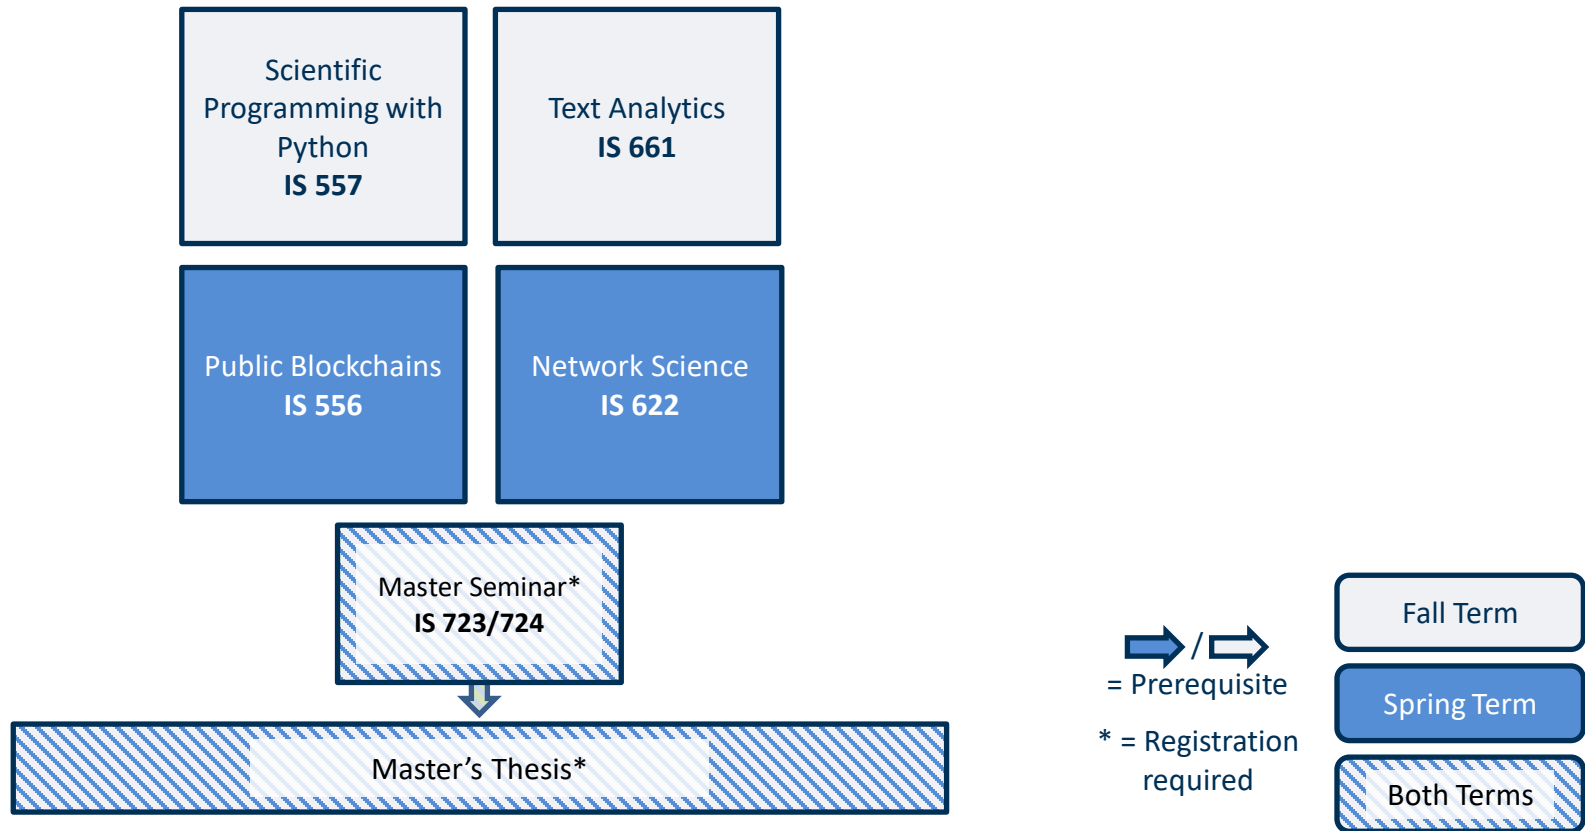 Scientific
Programming with
Python
IS 557
Text Analytics
IS 661
Public Blockchains
IS 556
Network Science
IS 622
Master Seminar*
IS 723/724
Master’s Thesis*
/
= Prerequisite
* = Registration
required
Fall Term
Spring Term
Both Terms